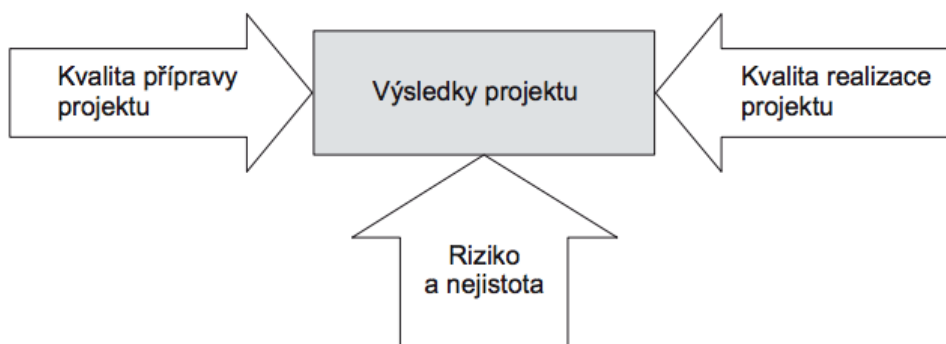 Kvalita přípravy
projektu
Výsledky projektu
Kvalita realizace
projektu
Riziko
a nejistota